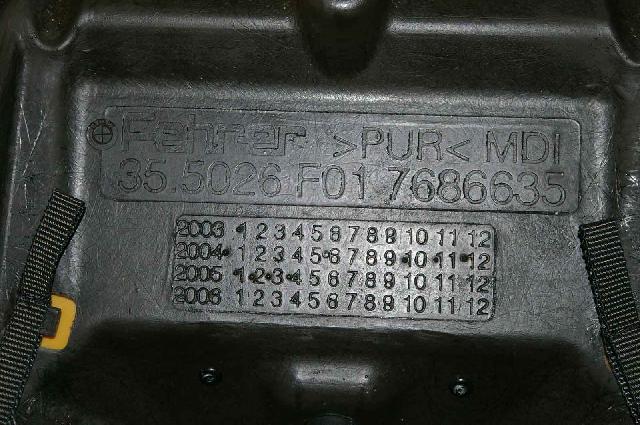 Fehrer >PUR< MDI
35.5026 F01 7686635
2003 1 2 3 4 5 6 7 8 9 10 11 12
2004 1 2 3 4 5 6 7 8 9 10 11 12
2005 1 2 3 4 5 6 7 8 9 10 11 12
2006 1 2 3 4 5 6 7 8 9 10 11 12